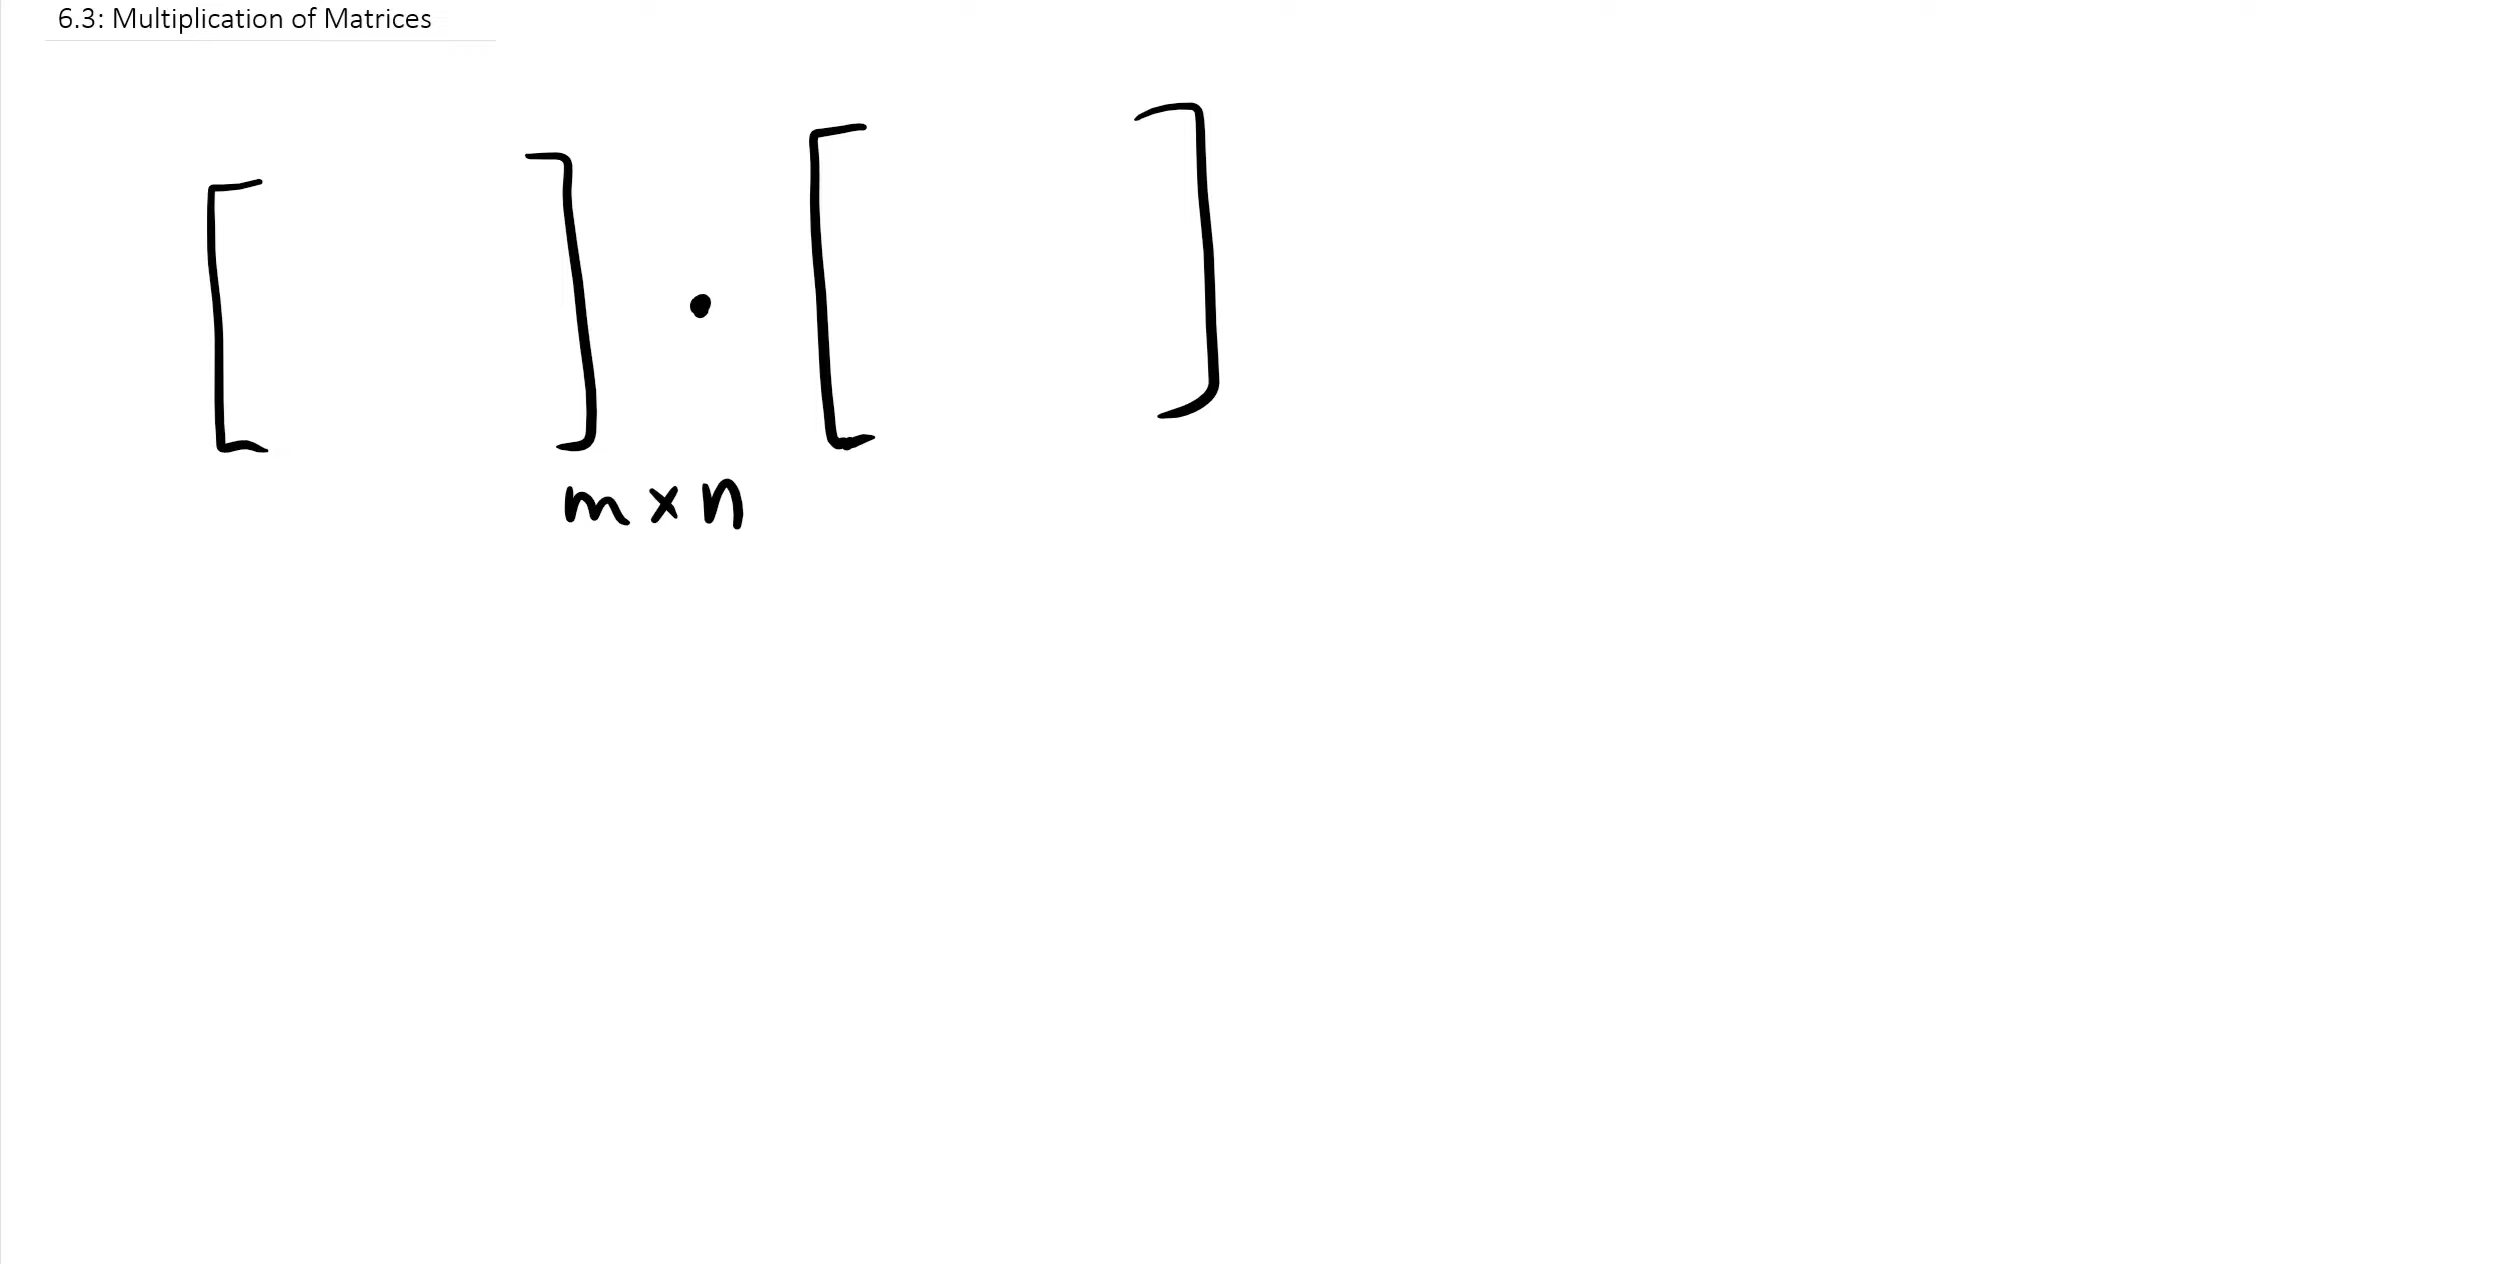 6.3: Multiplication of Matrices
[ ] · [ ]
m × n